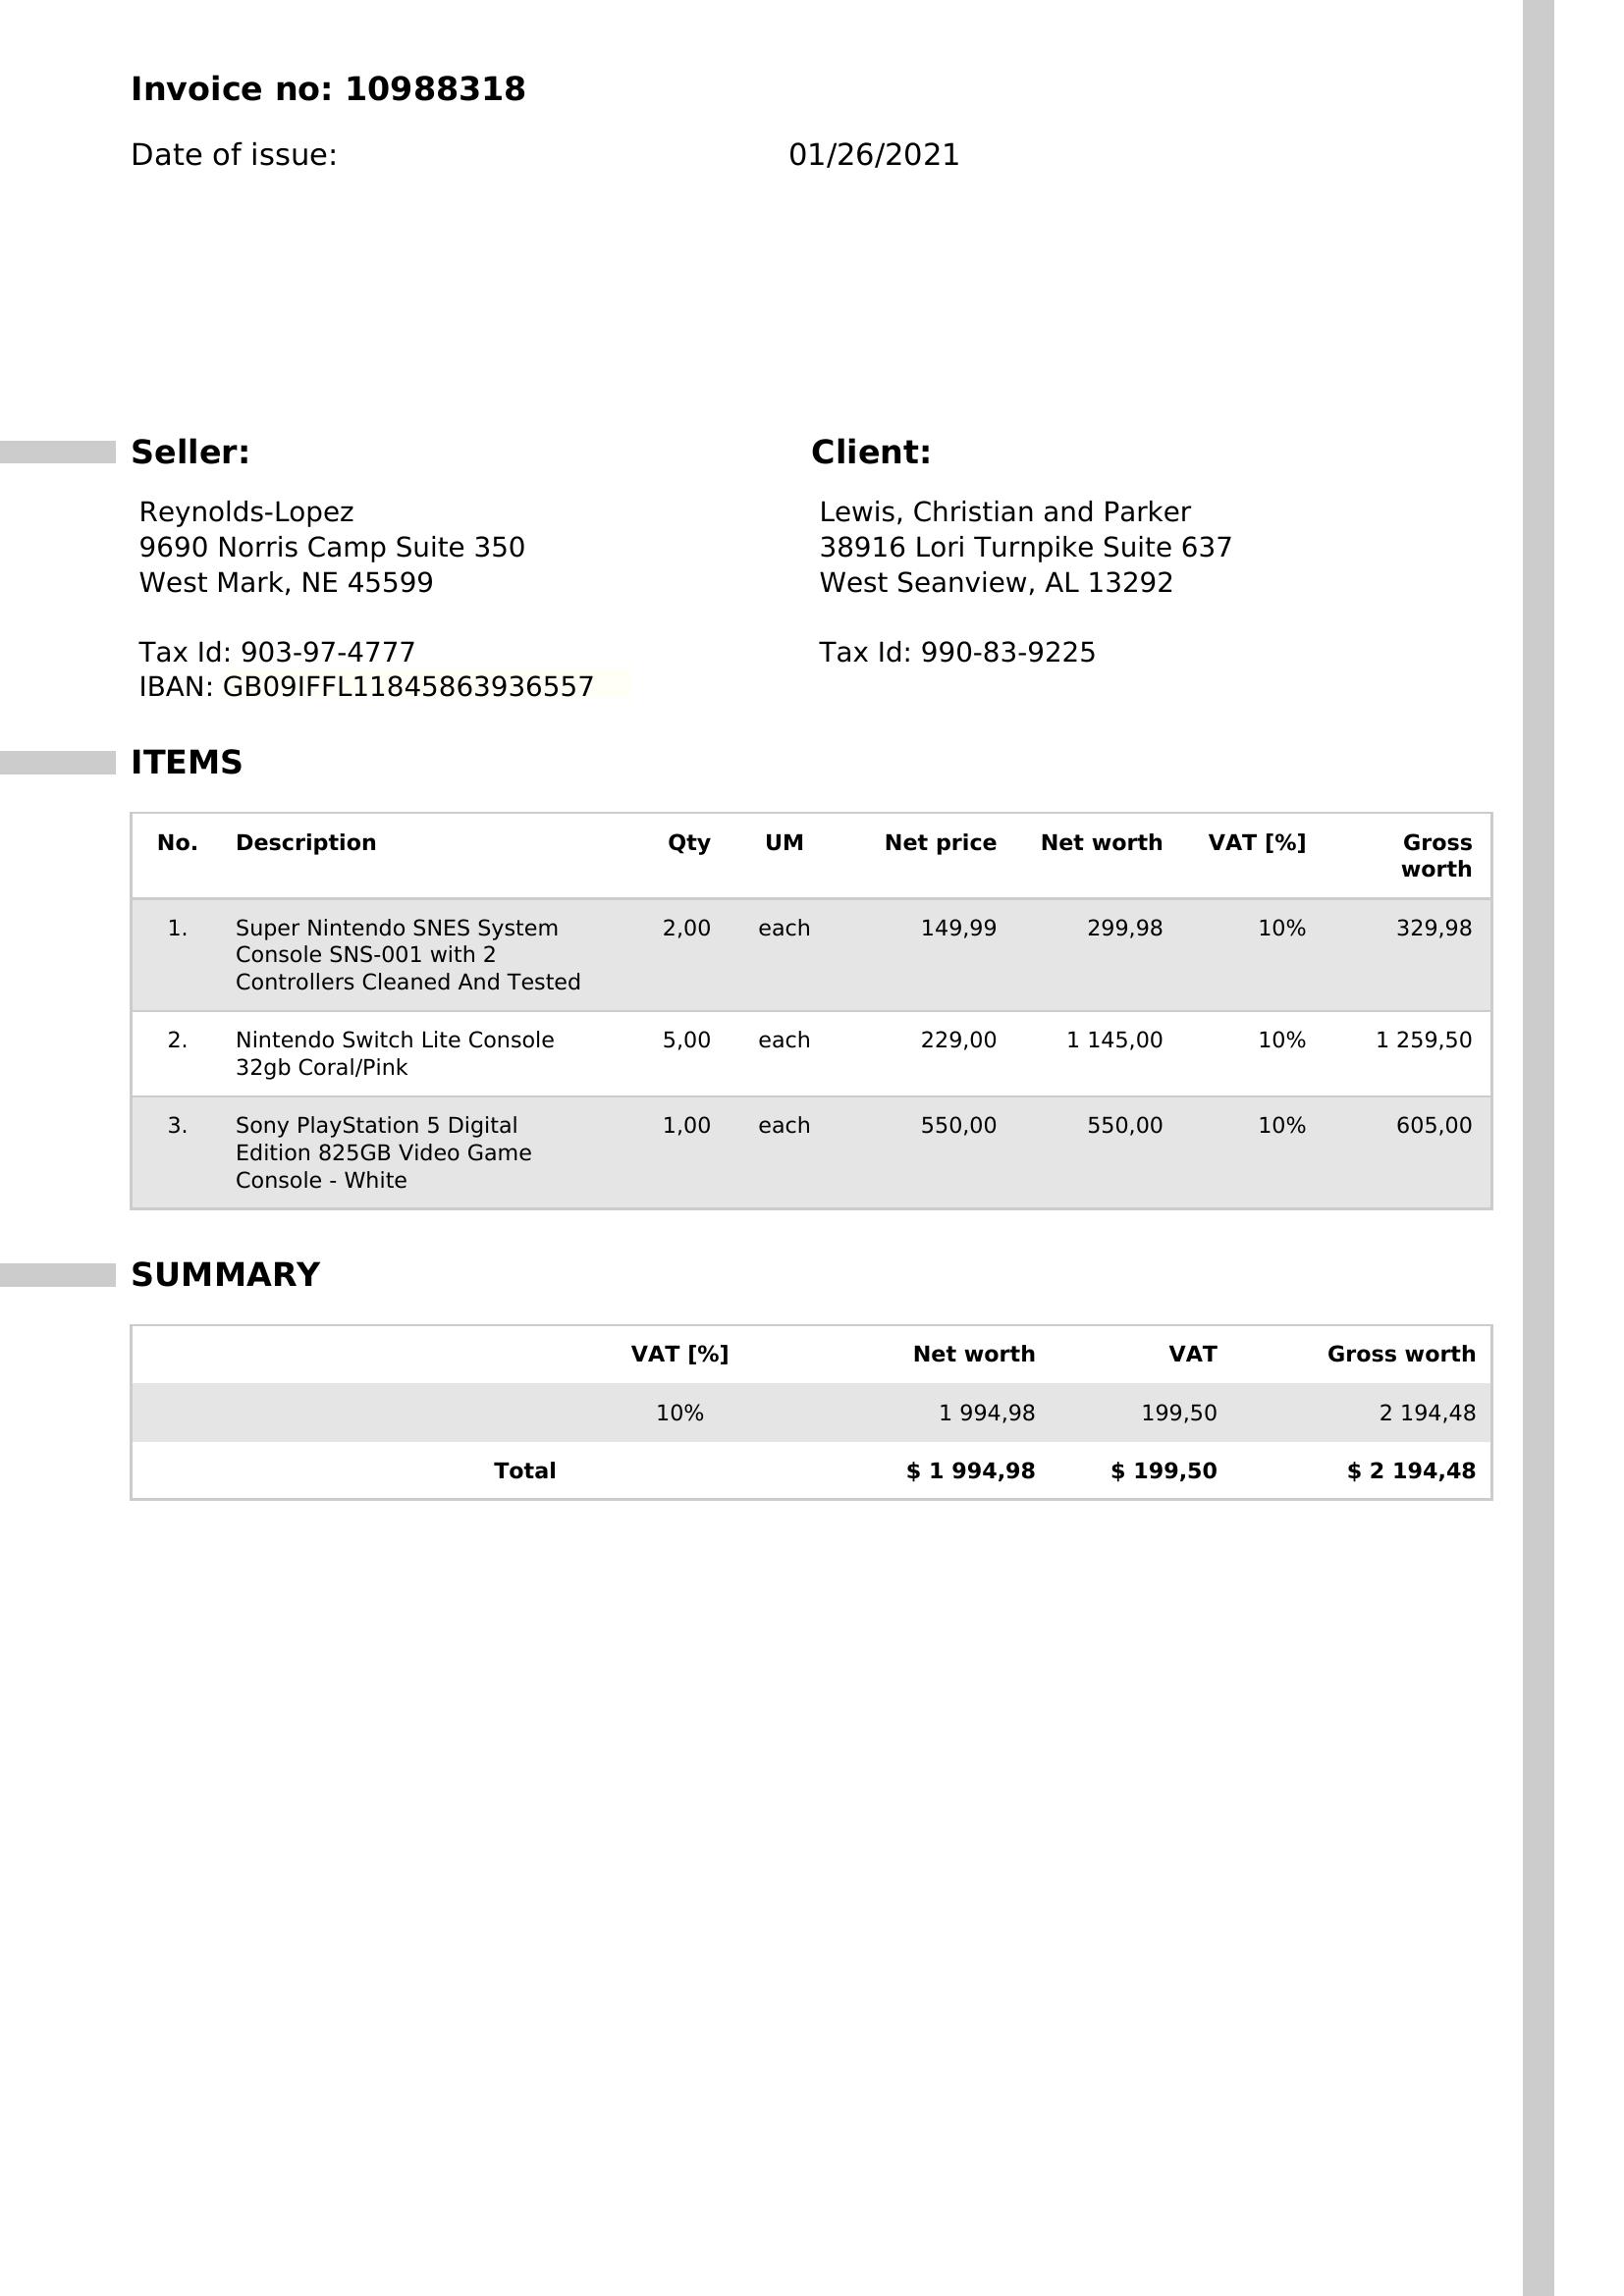 Invoice no: 10988318
Date of issue: 01/26/2021
Seller:
Reynolds-Lopez
9690 Norris Camp Suite 350
West Mark, NE 45599
Tax Id: 903-97-4777
IBAN: GB09IFFL11845863936557
Client:
Lewis, Christian and Parker
38916 Lori Turnpike Suite 637
West Seanview, AL 13292
Tax Id: 990-83-9225
ITEMS
No. Description Qty UM Net price Net worth VAT [%] Gross
worth
1. Super Nintendo SNES System 2,00 each 149,99 299,98 10% 329,98
Console SNS-001 with 2
Controllers Cleaned And Tested
2. Nintendo Switch Lite Console 5,00 each 229,00 1 145,00 10% 1 259,50
32gb Coral/Pink
3. Sony PlayStation 5 Digital 1,00 each 550,00 550,00 10% 605,00
Edition 825GB Video Game
Console - White
SUMMARY
VAT [%] Net worth VAT Gross worth
10% 1 994,98 199,50 2 194,48
Total $ 1 994,98 $ 199,50 $ 2 194,48